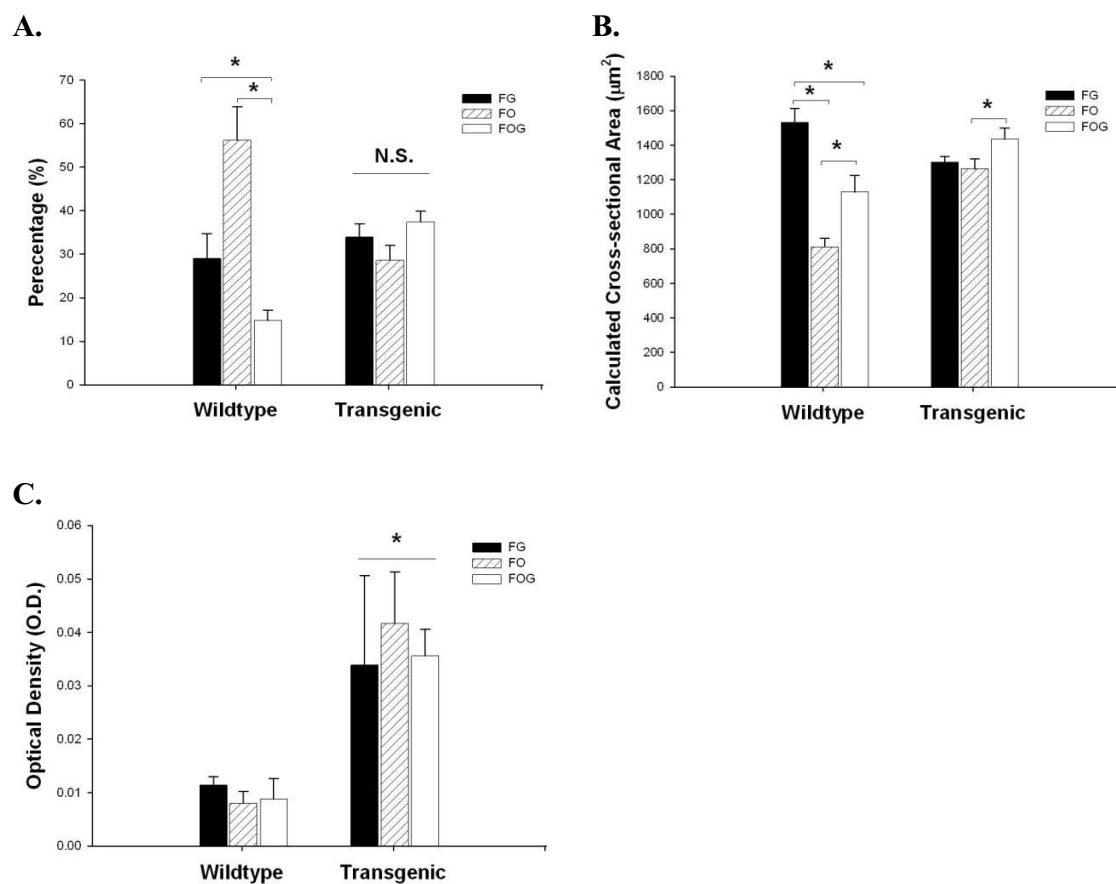 A.
*
*
70
60
50
40
30
20
10
0
Perecentage (%)
FG
FO
FOG
N.S.
Wildtype
Transgenic
B.
1800
1600
1400
1200
1000
800
600
400
200
0
Calculated Cross-sectional Area (μm²)
*
*
*
*
FG
FO
FOG
Wildtype
Transgenic
C.
0.06
0.05
0.04
0.03
0.02
0.01
0.00
Optical Density (O.D.)
*
FG
FO
FOG
Wildtype
Transgenic